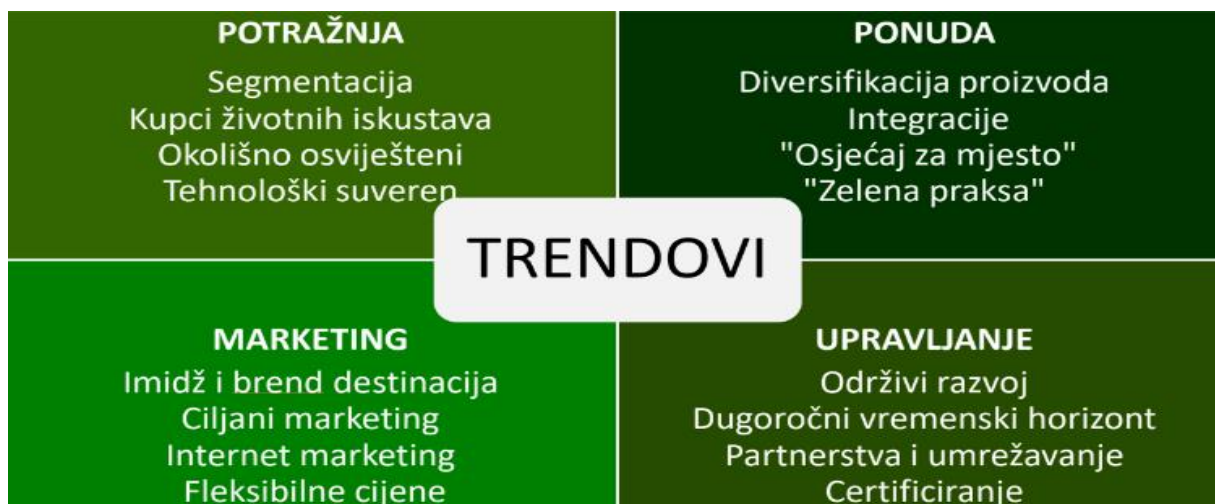 POTRAŽNJA
Segmentacija
Kupci životnih iskustava
Okolišno osviješteni
Tehnološki suveren
PONUDA
Diversifikacija proizvoda
Integracije
"Osjećaj za mjesto"
"Zelena praksa"
TRENDOVI
MARKETING
Imidž i brend destinacija
Ciljani marketing
Internet marketing
Fleksibilne cijene
UPRAVLJANJE
Održivi razvoj
Dugoročni vremenski horizont
Partnerstva i umrežavanje
Certificiranje